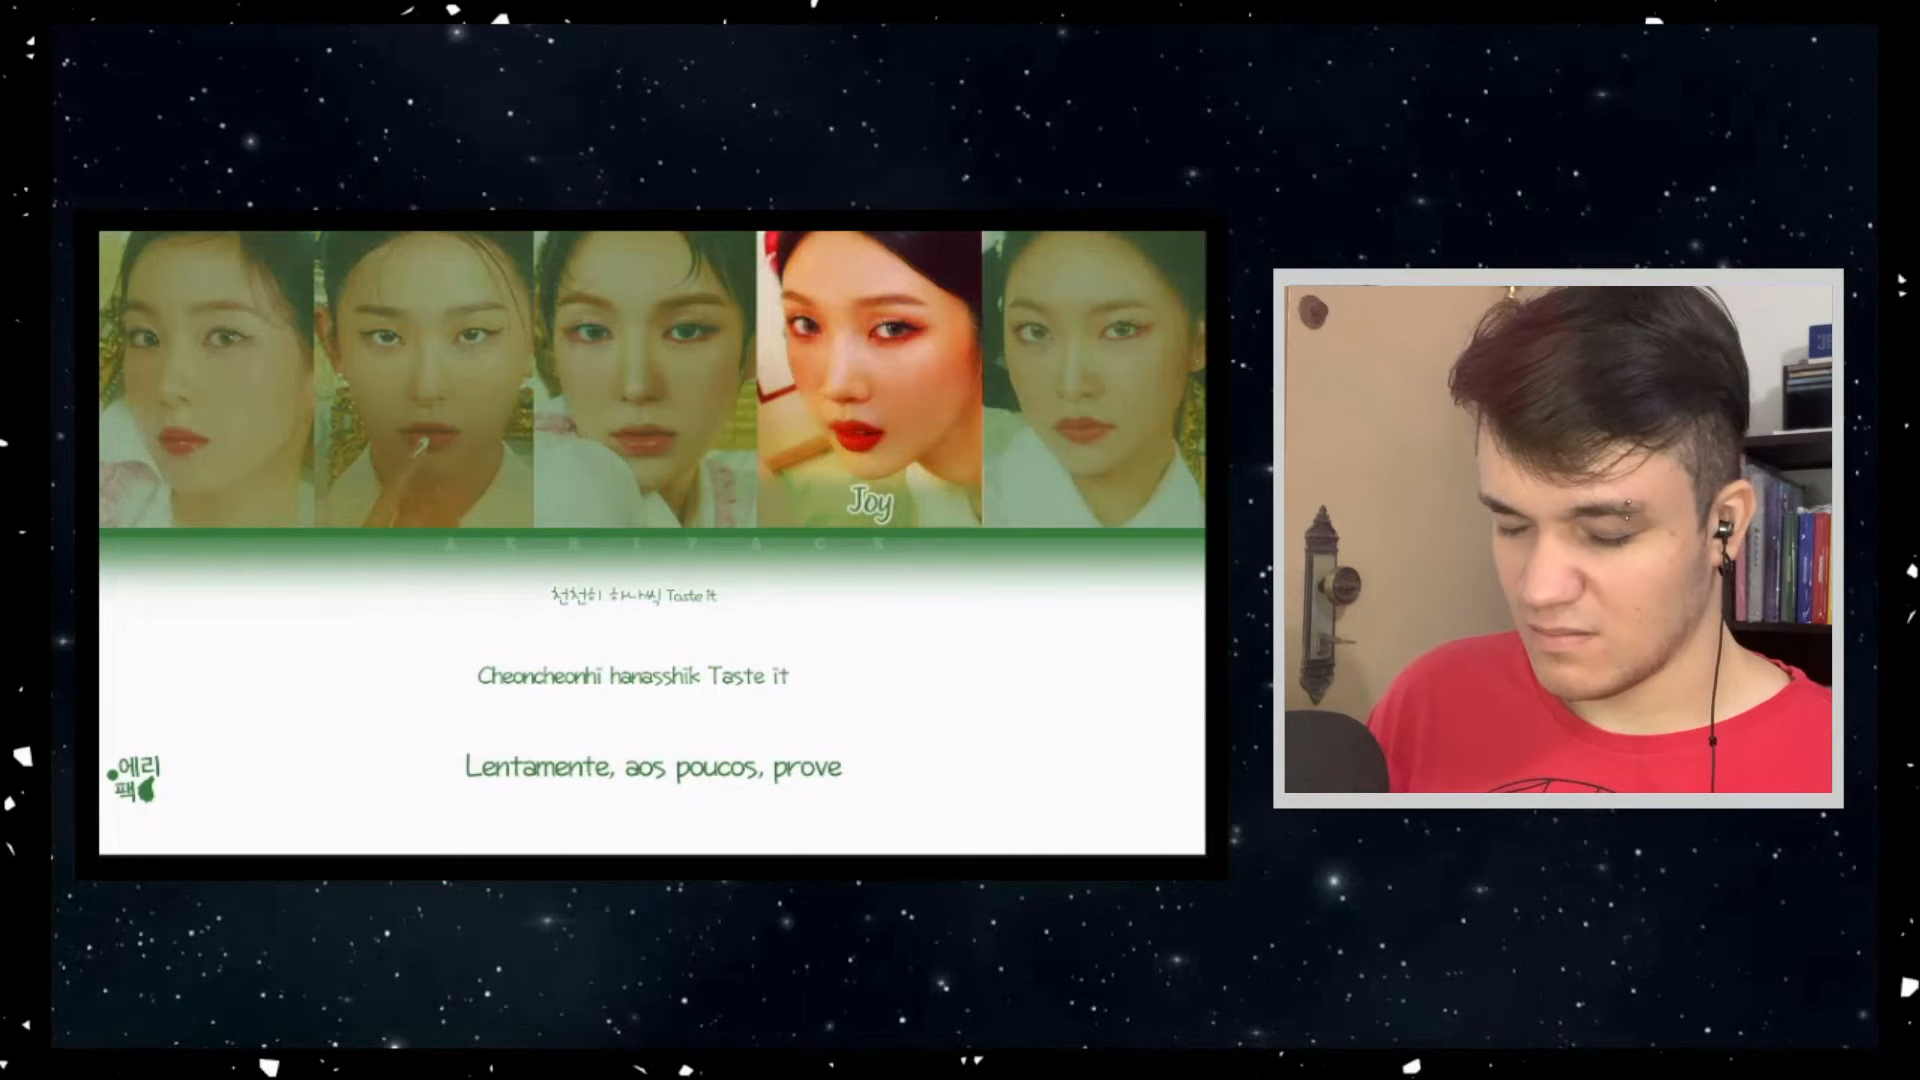 Joy
A E R I P A C K
천천히 하나씩 Taste it
Cheoncheonhi hanasshik Taste it
에리
팩
Lentamente, aos poucos, prove